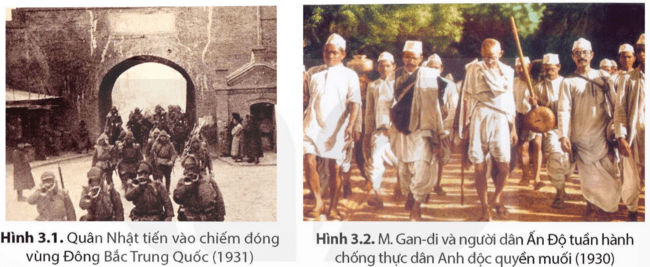 Hình 3.1. Quân Nhật tiến vào chiếm đóng
vùng Đông Bắc Trung Quốc (1931)
Hình 3.2. M. Gan-đi và người dân Ấn Độ tuần hành
chống thực dân Anh độc quyền muối (1930)